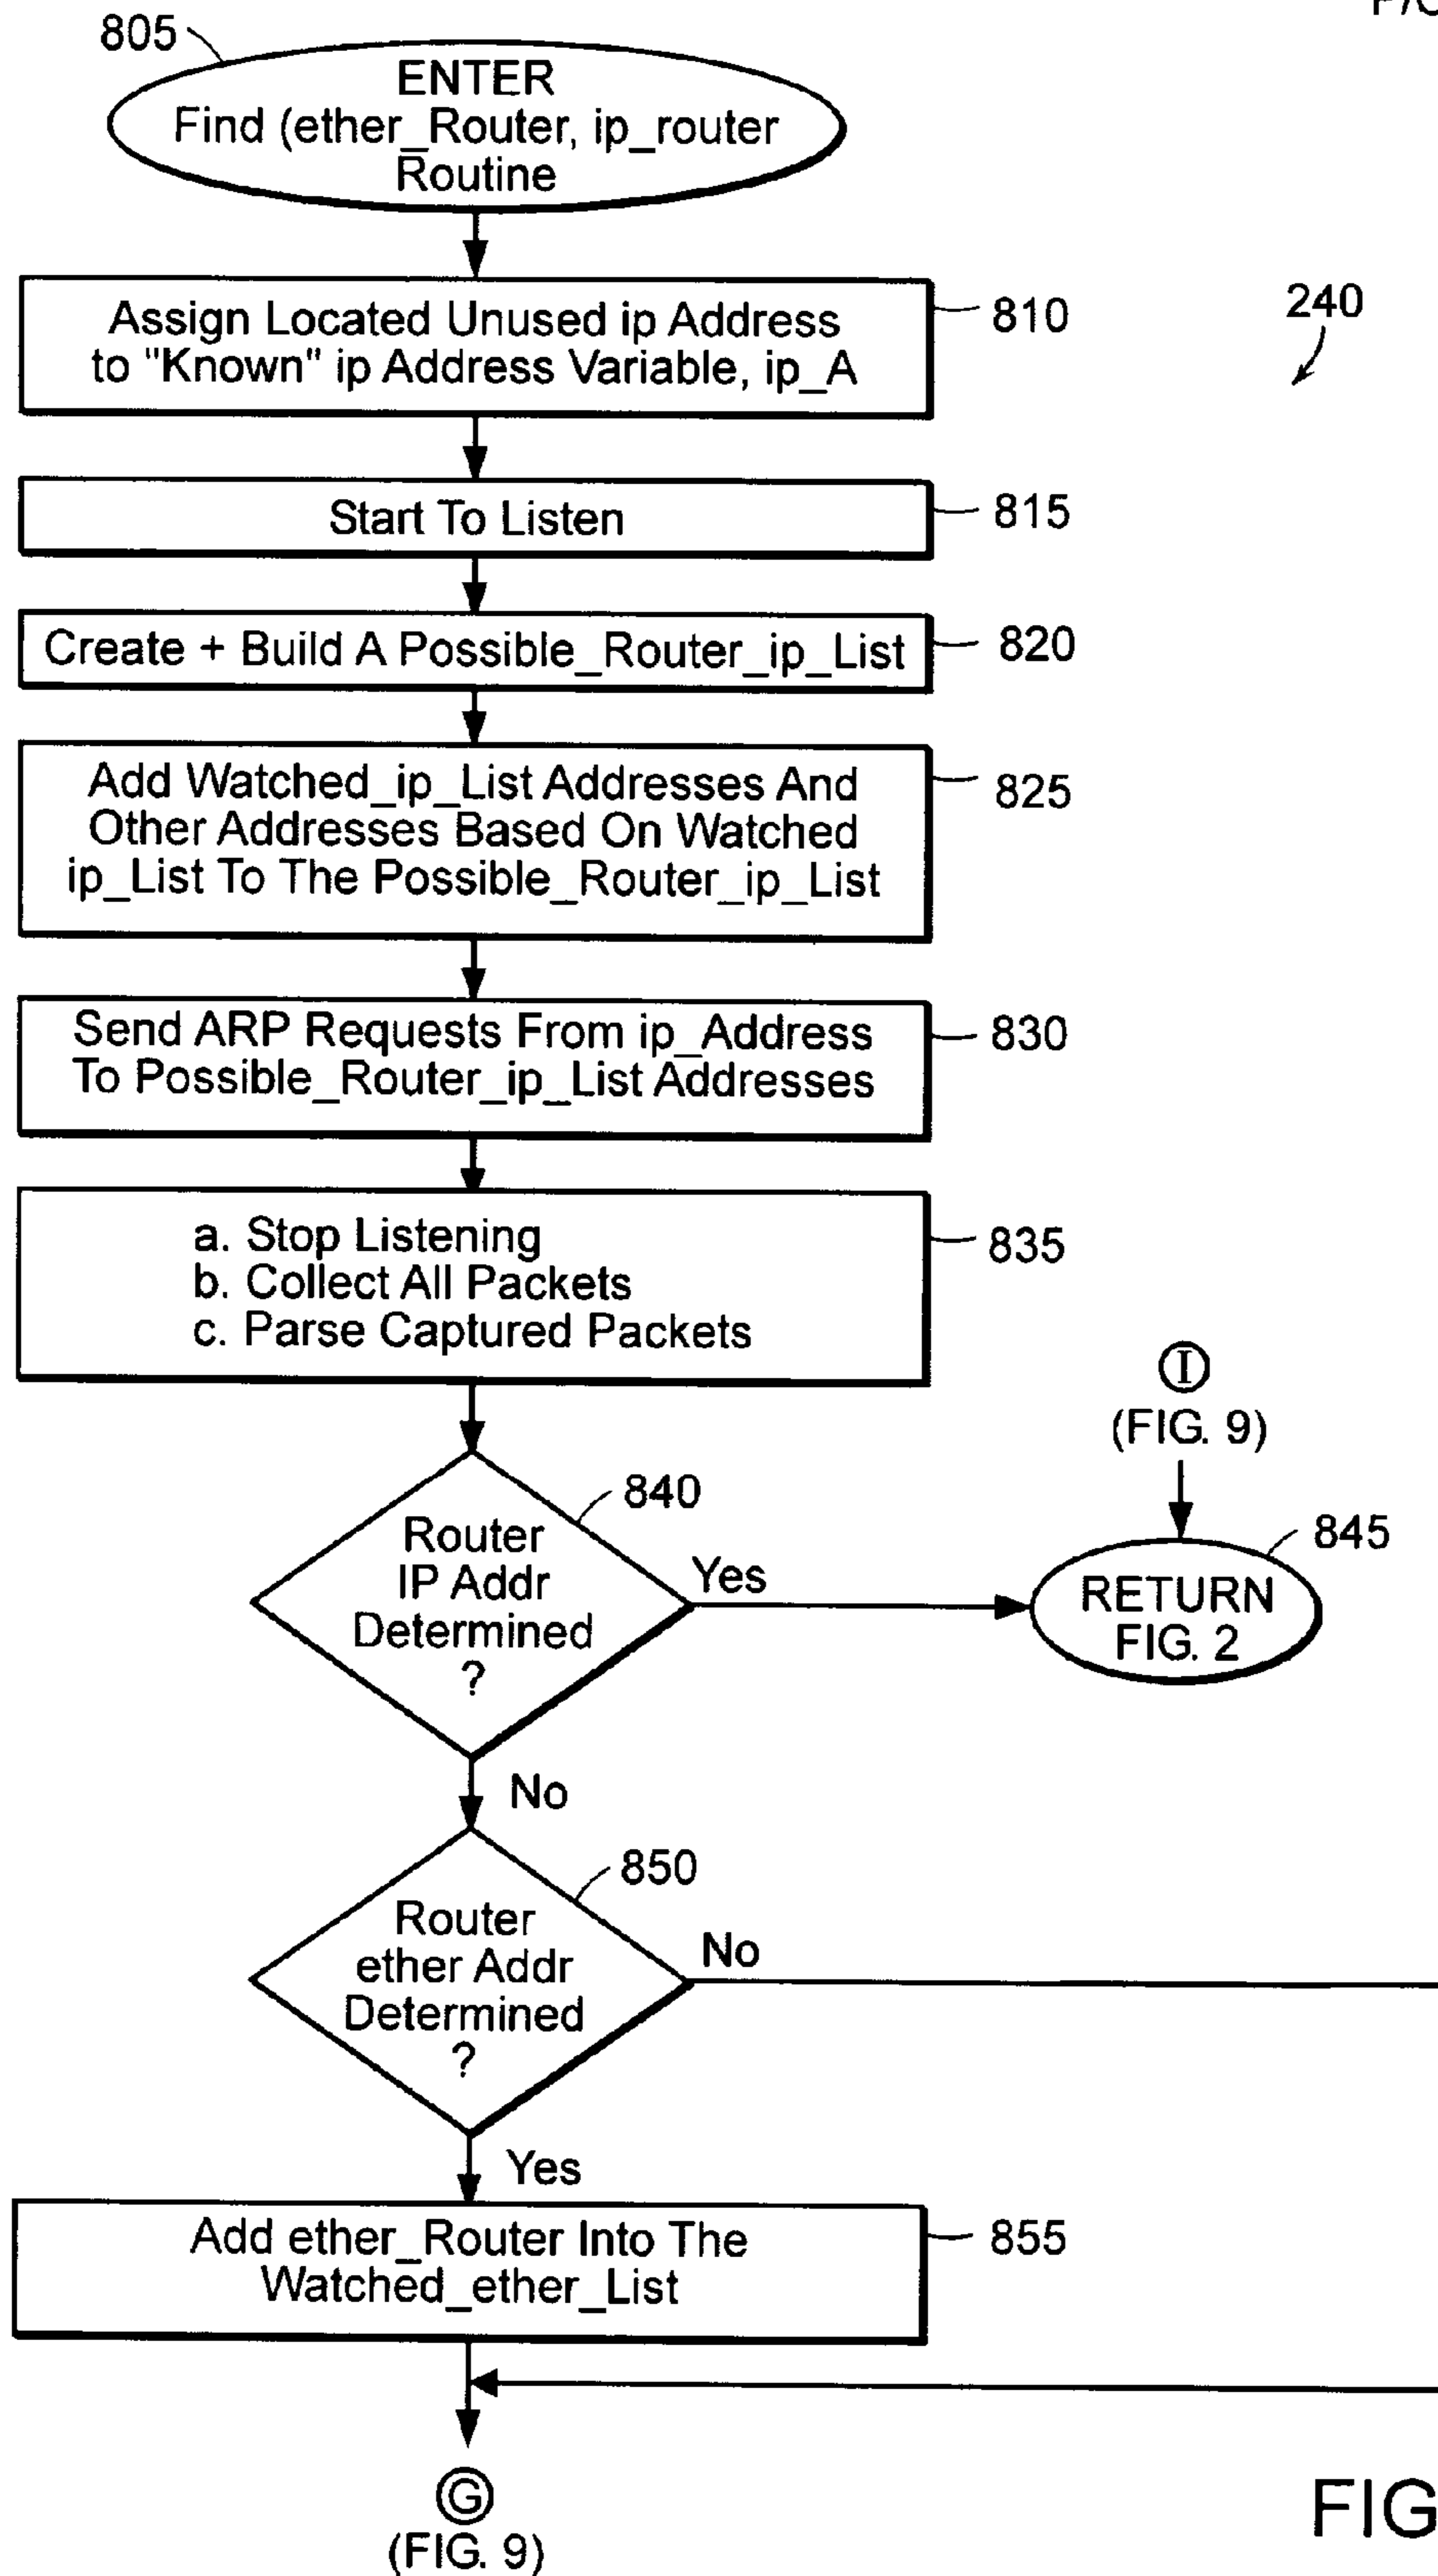 805
ENTER
Find (ether_Router, ip_router
Routine
Assign Located Unused ip Address
to "Known" ip Address Variable, ip_A
810
240
Start To Listen
815
Create + Build A Possible_Router_ip_List
820
Add Watched_ip_List Addresses And
Other Addresses Based On Watched
ip_List To The Possible_Router_ip_List
825
Send ARP Requests From ip_Address
To Possible_Router_ip_List Addresses
830
a. Stop Listening
b. Collect All Packets
c. Parse Captured Packets
835
I
(FIG. 9)
840
Router
IP Addr
Determined
?
Yes
845
RETURN
FIG. 2
No
850
Router
ether Addr
Determined
?
No
Yes
Add ether_Router Into The
Watched_ether_List
855
G
(FIG. 9)
FIG